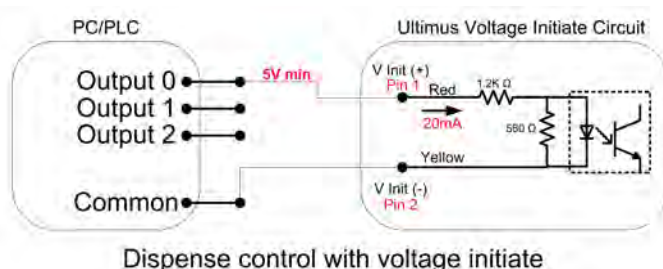 PC/PLC
Ultimus Voltage Initiate Circuit
Output 0
Output 1
Output 2
Common
5V min
V Init (+)
Pin 1
Red
20mA
1.2K Ω
560 Ω
Yellow
V Init (-)
Pin 2
Dispense control with voltage initiate